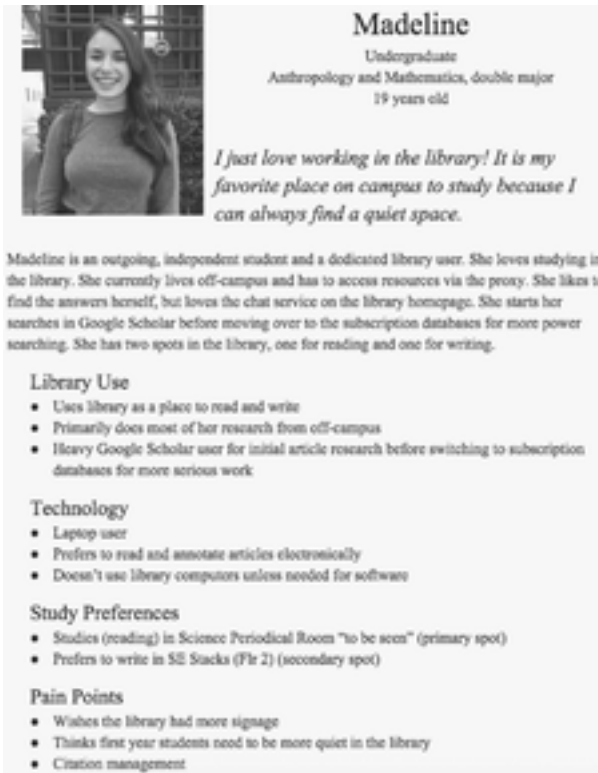 Madeline
Undergraduate
Anthropology and Mathematics, double major
19 years old
I just love working in the library! It is my
favorite place on campus to study because I
can always find a quiet space.
Madeline is an outgoing, independent student and a dedicated library user. She loves studying in
the library. She currently lives off-campus and has to access resources via the proxy. She likes to
find the answers herself, but loves the chat service on the library homepage. She starts her
searches in Google Scholar before moving over to the subscription databases for more power
searching. She has two spots in the library, one for reading and one for writing.
Library Use
● Uses library as a place to read and write
● Primarily does most of her research from off-campus
● Heavy Google Scholar user for initial article research before switching to subscription
databases for more serious work
Technology
● Laptop user
● Prefers to read and annotate articles electronically
● Doesn't use library computers unless needed for software
Study Preferences
● Studies (reading) in Science Periodical Room "to be seen" (primary spot)
● Prefers to write in SE Stacks (Flr 2) (secondary spot)
Pain Points
● Wishes the library had more signage
● Thinks first year students need to be more quiet in the library
● Citation management